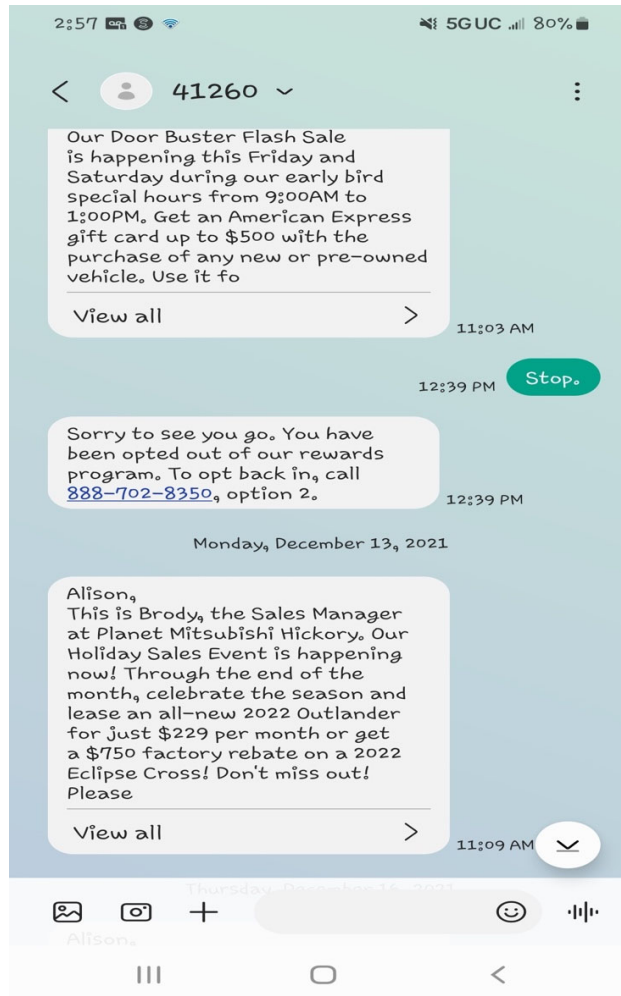 2:57
5G UC 80%
41260
Our Door Buster Flash Sale
is happening this Friday and
Saturday during our early bird
special hours from 9:00AM to
1:00PM. Get an American Express
gift card up to $500 with the
purchase of any new or pre-owned
vehicle. Use it fo
View all
11:03 AM
12:39 PM
Stop.
Sorry to see you go. You have
been opted out of our rewards
program. To opt back in, call
888-702-8350, option 2.
12:39 PM
Monday, December 13, 2021
Alison,
This is Brody, the Sales Manager
at Planet Mitsubishi Hickory. Our
Holiday Sales Event is happening
now! Through the end of the
month, celebrate the season and
lease an all-new 2022 Outlander
for just $229 per month or get
a $750 factory rebate on a 2022
Eclipse Cross! Don't miss out!
Please
View all
11:09 AM
Thursday, December 16, 2021
Alison,